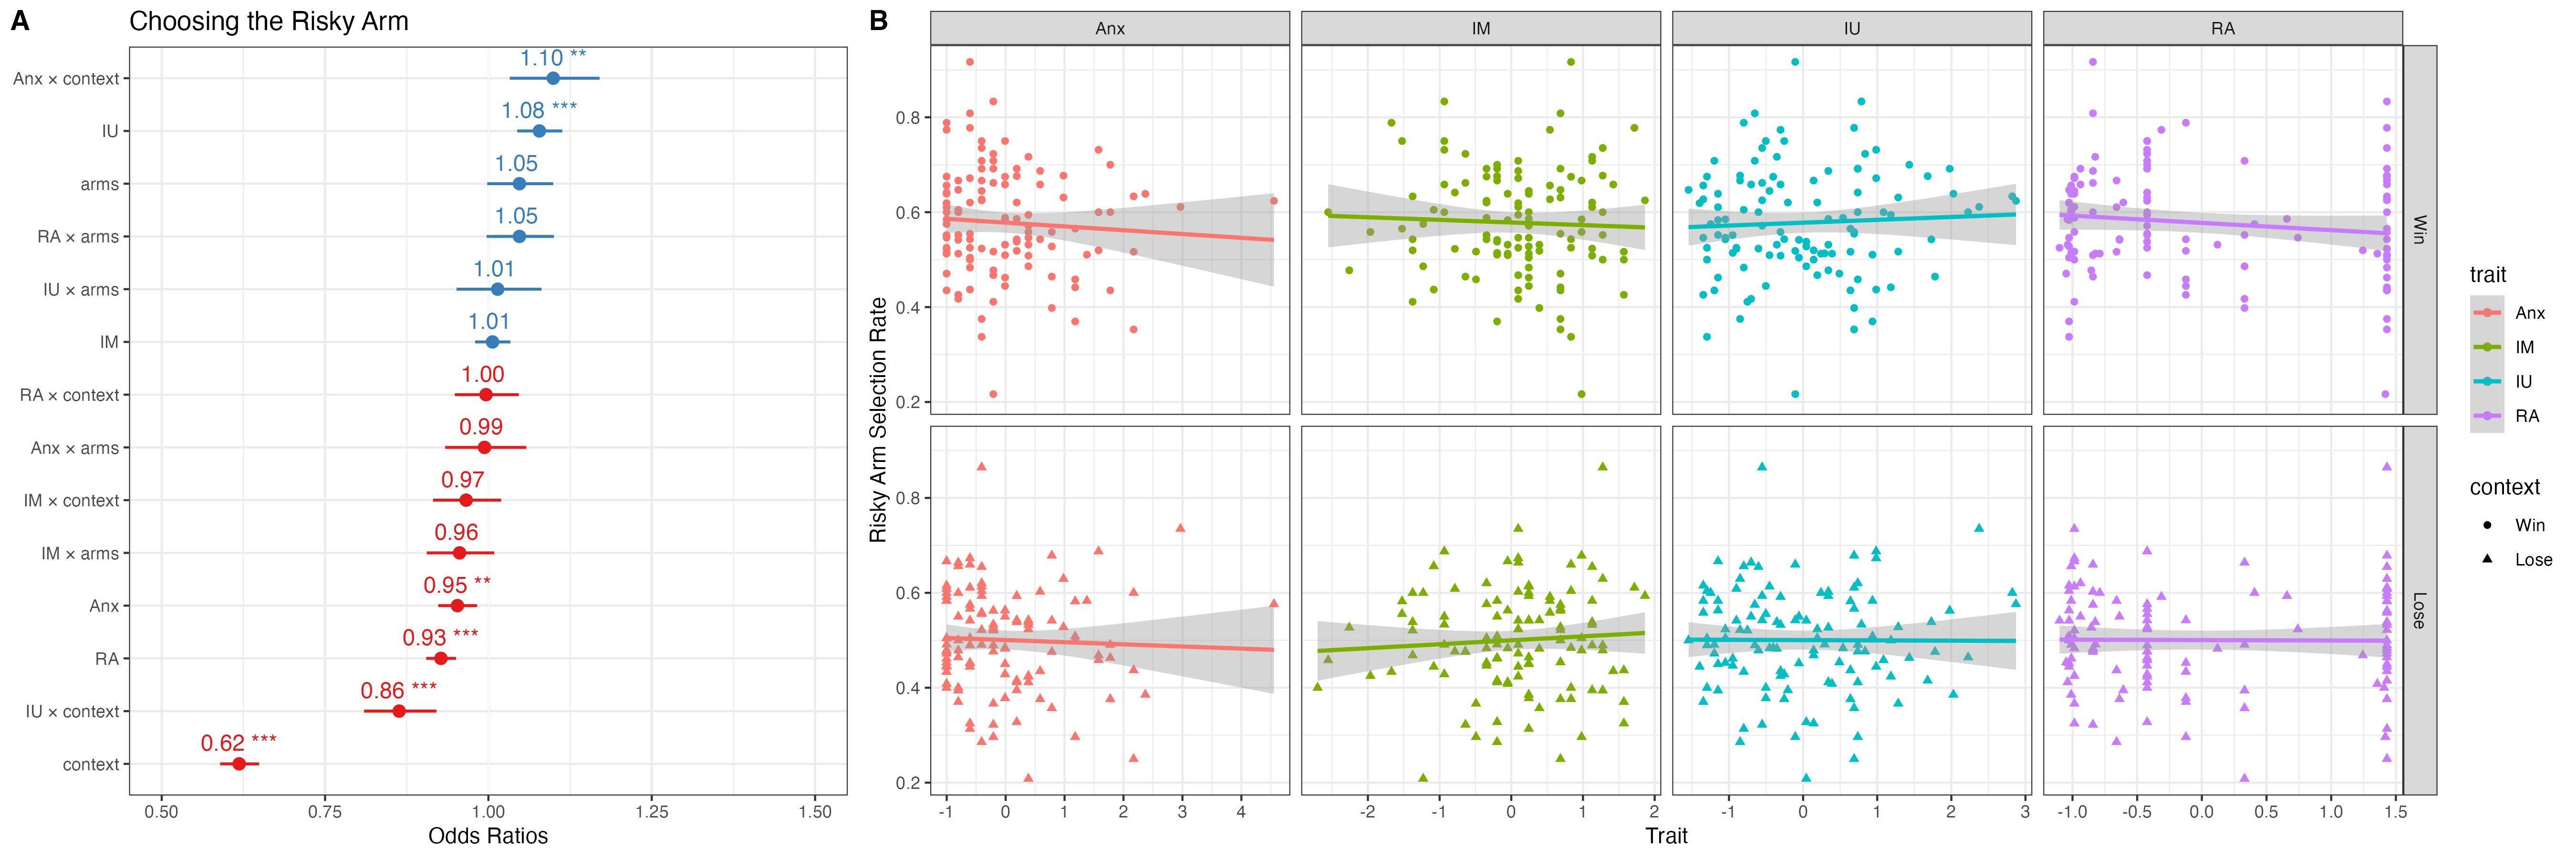 A
Choosing the Risky Arm
Anx × context
IU
arms
RA × arms
IU × arms
IM
RA × context
Anx × arms
IM × context
IM × arms
Anx
RA
IU × context
context
1.10 **
1.08 ***
1.05
1.05
1.01
1.01
1.00
0.99
0.97
0.96
0.95 **
0.93 ***
0.86 ***
0.62 ***
0.50 0.75 1.00 1.25 1.50
Odds Ratios
B
Anx IM IU RA
Risky Arm Selection Rate
0.8
0.6
0.4
0.2
Win
0.8
0.6
0.4
0.2
Lose
-1 0 1 2 3 4
-2 -1 0 1 2
-1 0 1 2 3
-1.0 -0.5 0.0 0.5 1.0 1.5
Trait
trait
Anx
IM
IU
RA
context
Win
Lose